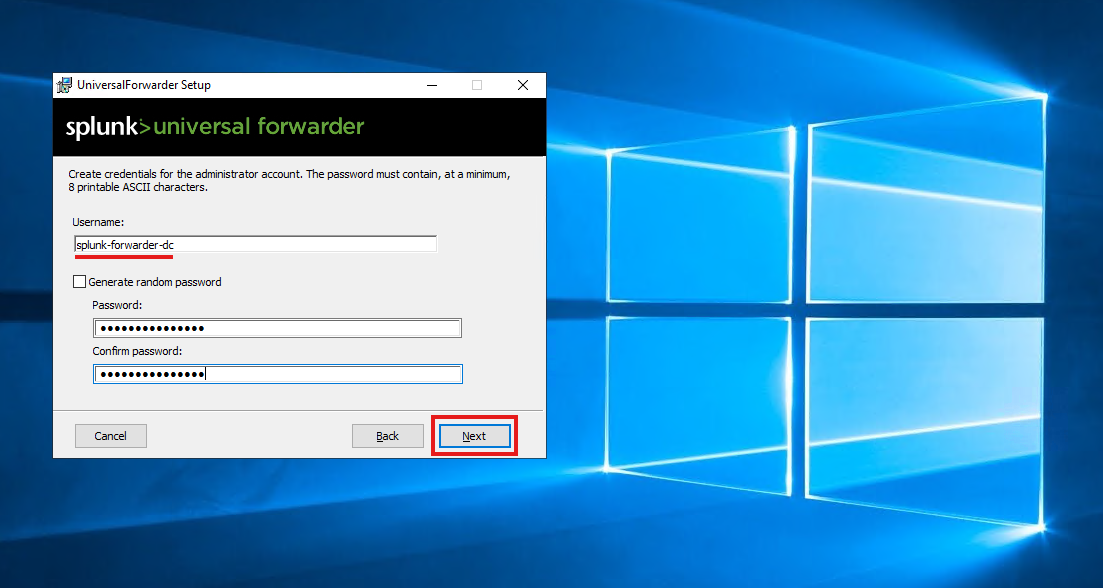 UniversalForwarder Setup
splunk>universal forwarder
Create credentials for the administrator account. The password must contain, at a minimum,
8 printable ASCII characters.
Username:
splunk-forwarder-dc
Generate random password
Password:
●●●●●●●●●●●●●●●
Confirm password:
●●●●●●●●●●●●●●●
Cancel
Back
Next